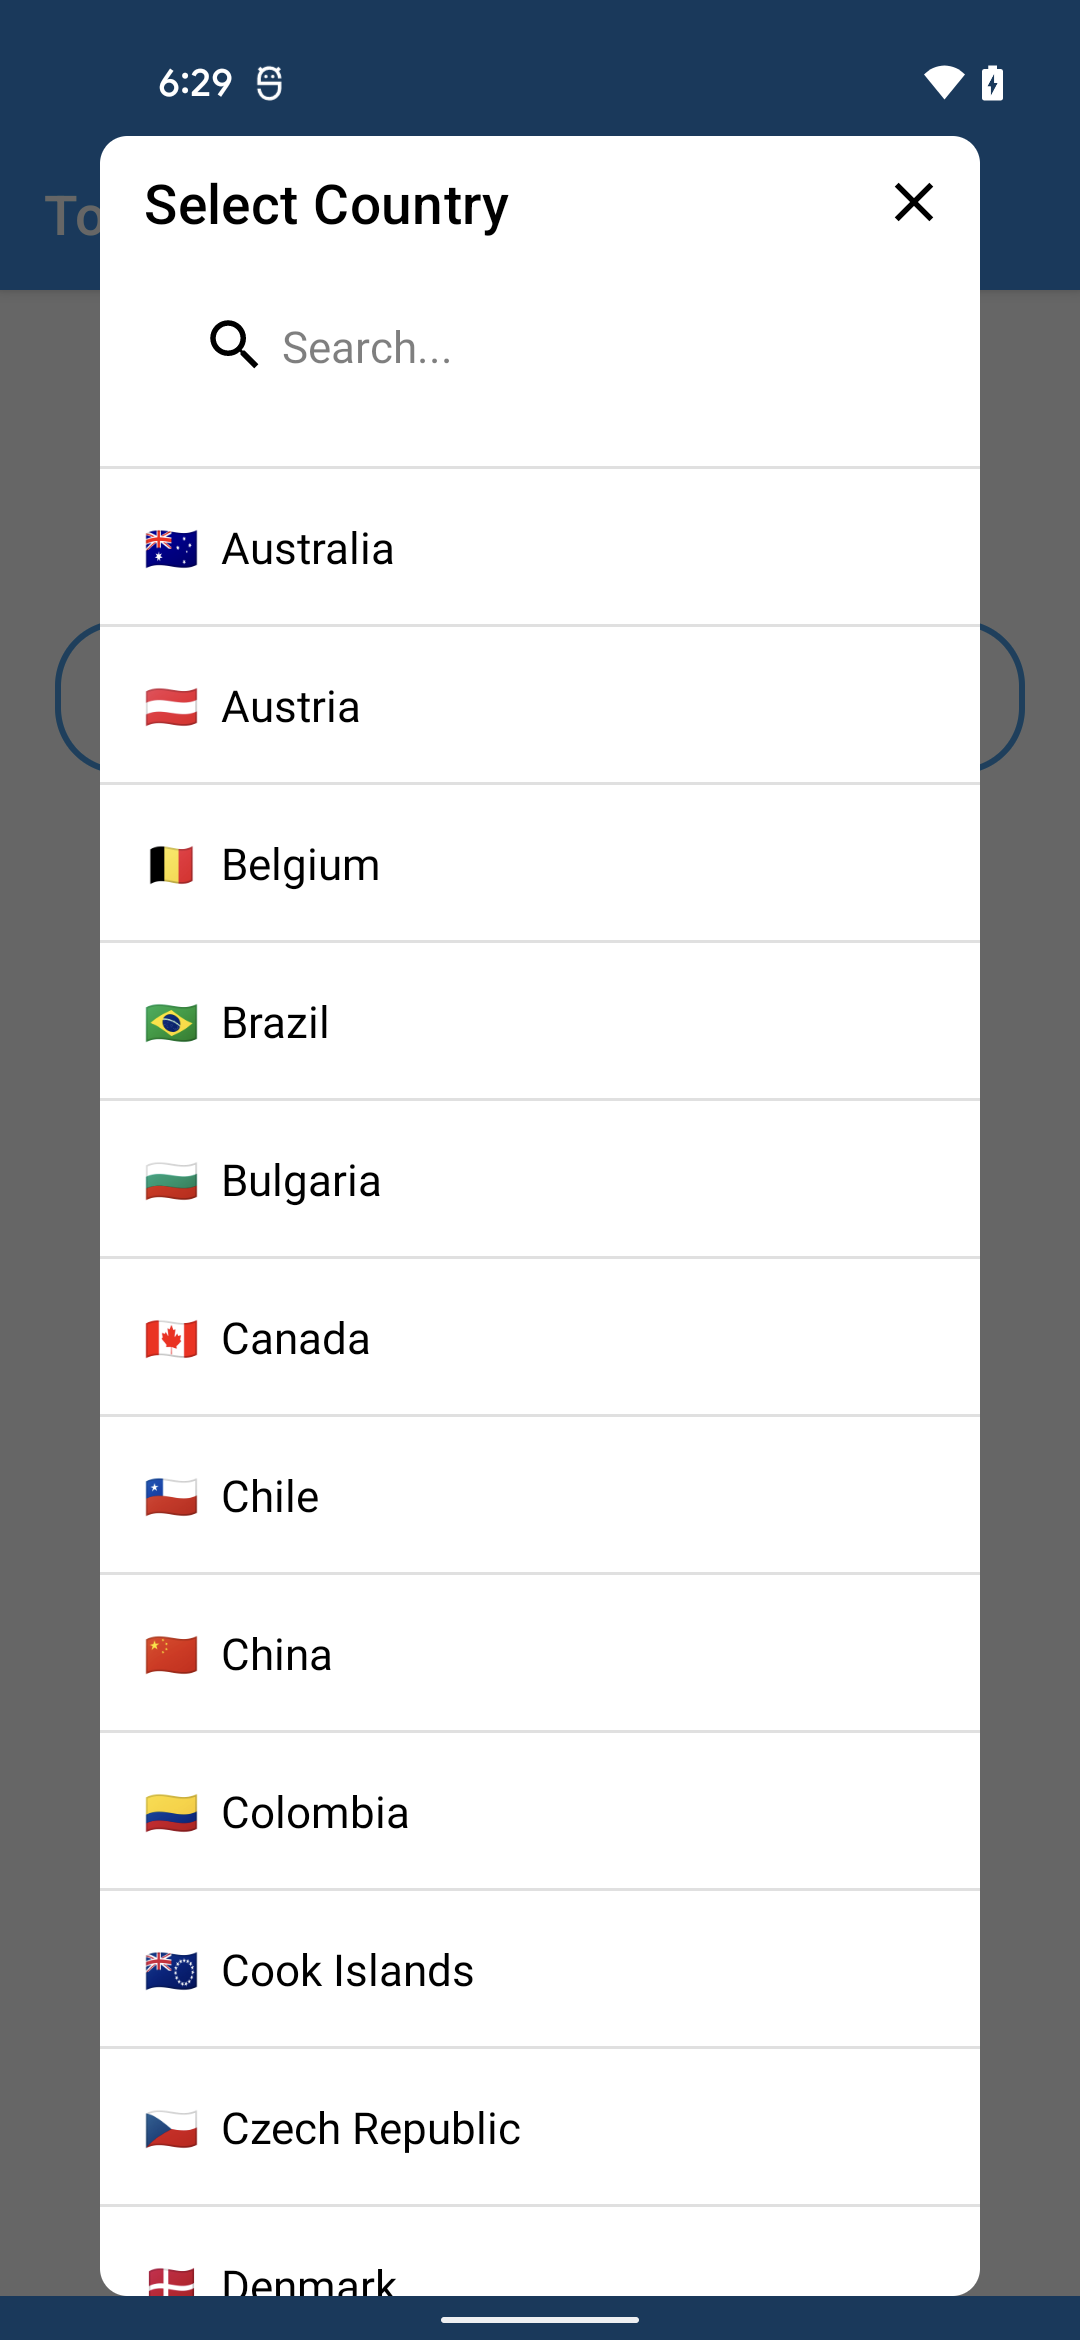 6:29
To
Select Country
Search...
Australia
Austria
Belgium
Brazil
Bulgaria
Canada
Chile
China
Colombia
Cook Islands
Czech Republic
Denmark